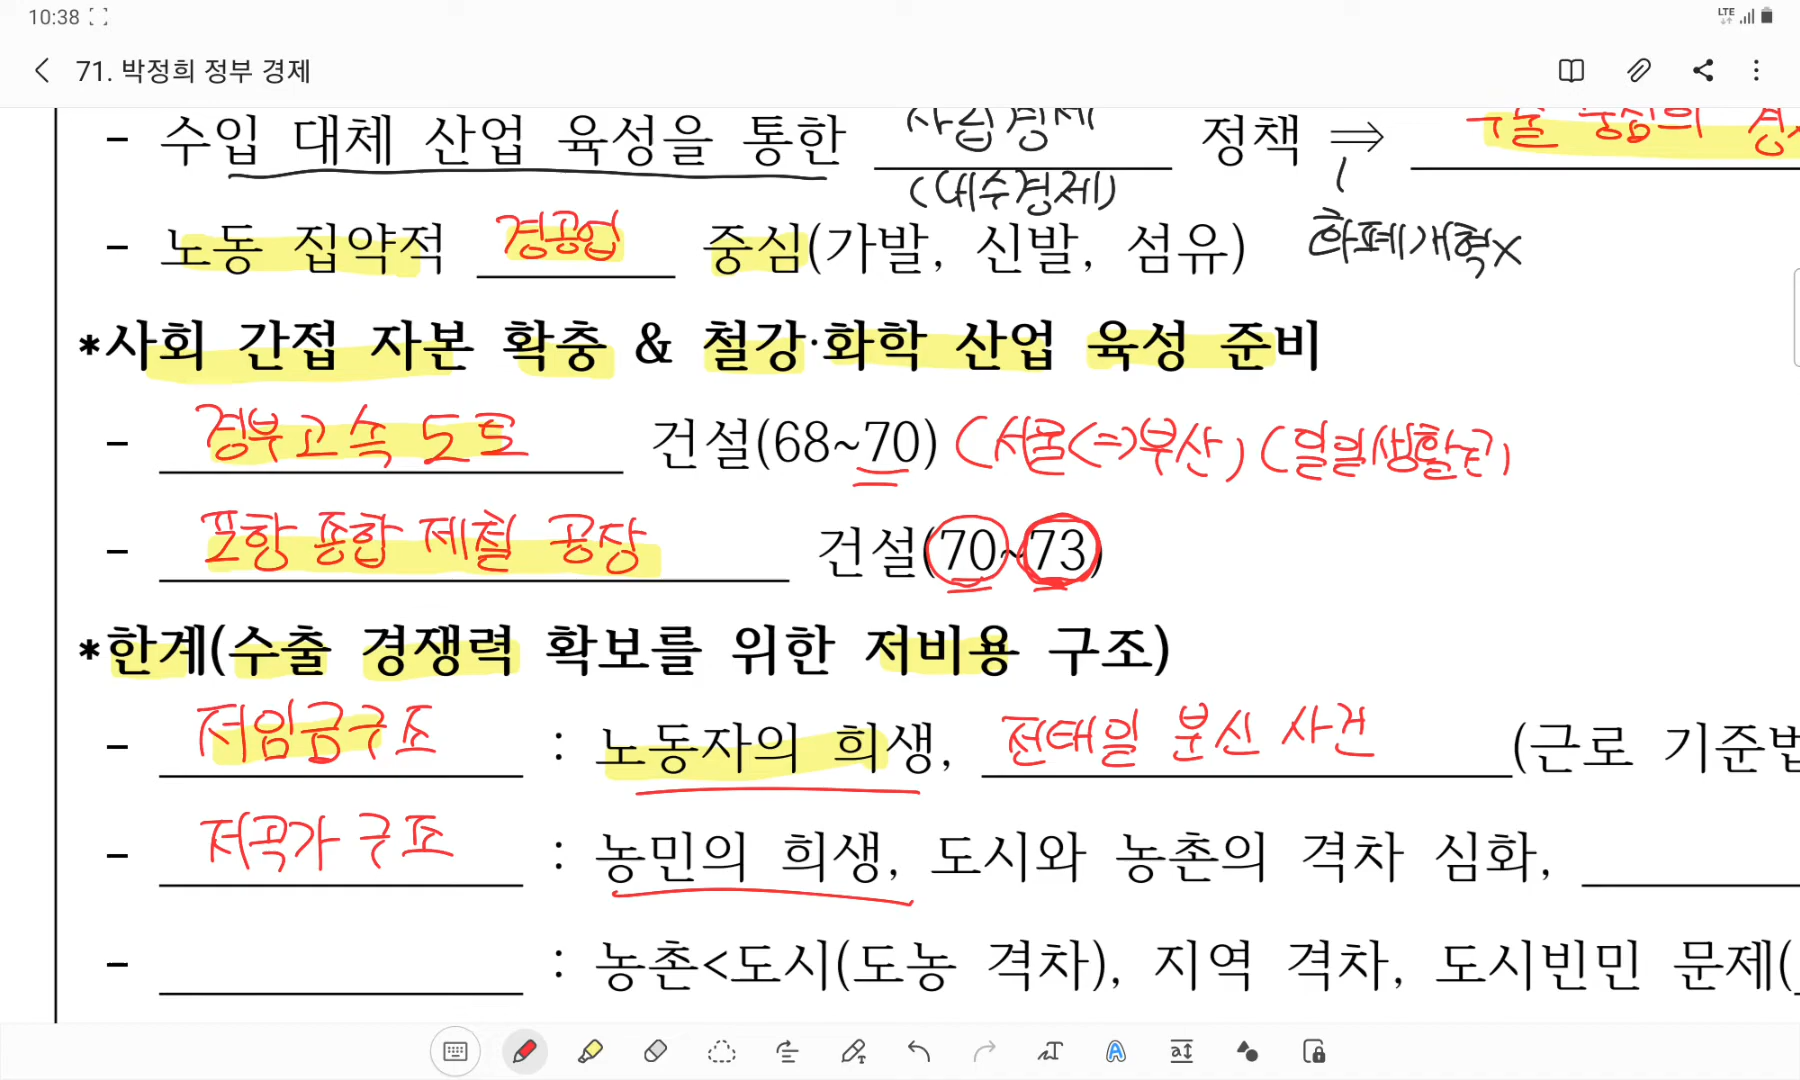 10:38
LTE
71. 박정희 정부 경제
- 수입 대체 산업 육성을 통한 자립경제 정책 ⇒
(내수경제)
- 노동 집약적 경공업 중심(가발, 신발, 섬유) 화폐개혁x
*사회 간접 자본 확충 & 철강·화학 산업 육성 준비
- 경부고속도로 건설(68~70) (서울<=>부산) (일일생활권)
- 포항 종합 제철 공장 건설(70~73)
*한계(수출 경쟁력 확보를 위한 저비용 구조)
- 저임금구조 : 노동자의 희생, 전태일 분신 사건 (근로 기준법
- 저곡가 구조 : 농민의 희생, 도시와 농촌의 격차 심화,
- : 농촌<도시(도농 격차), 지역 격차, 도시빈민 문제(